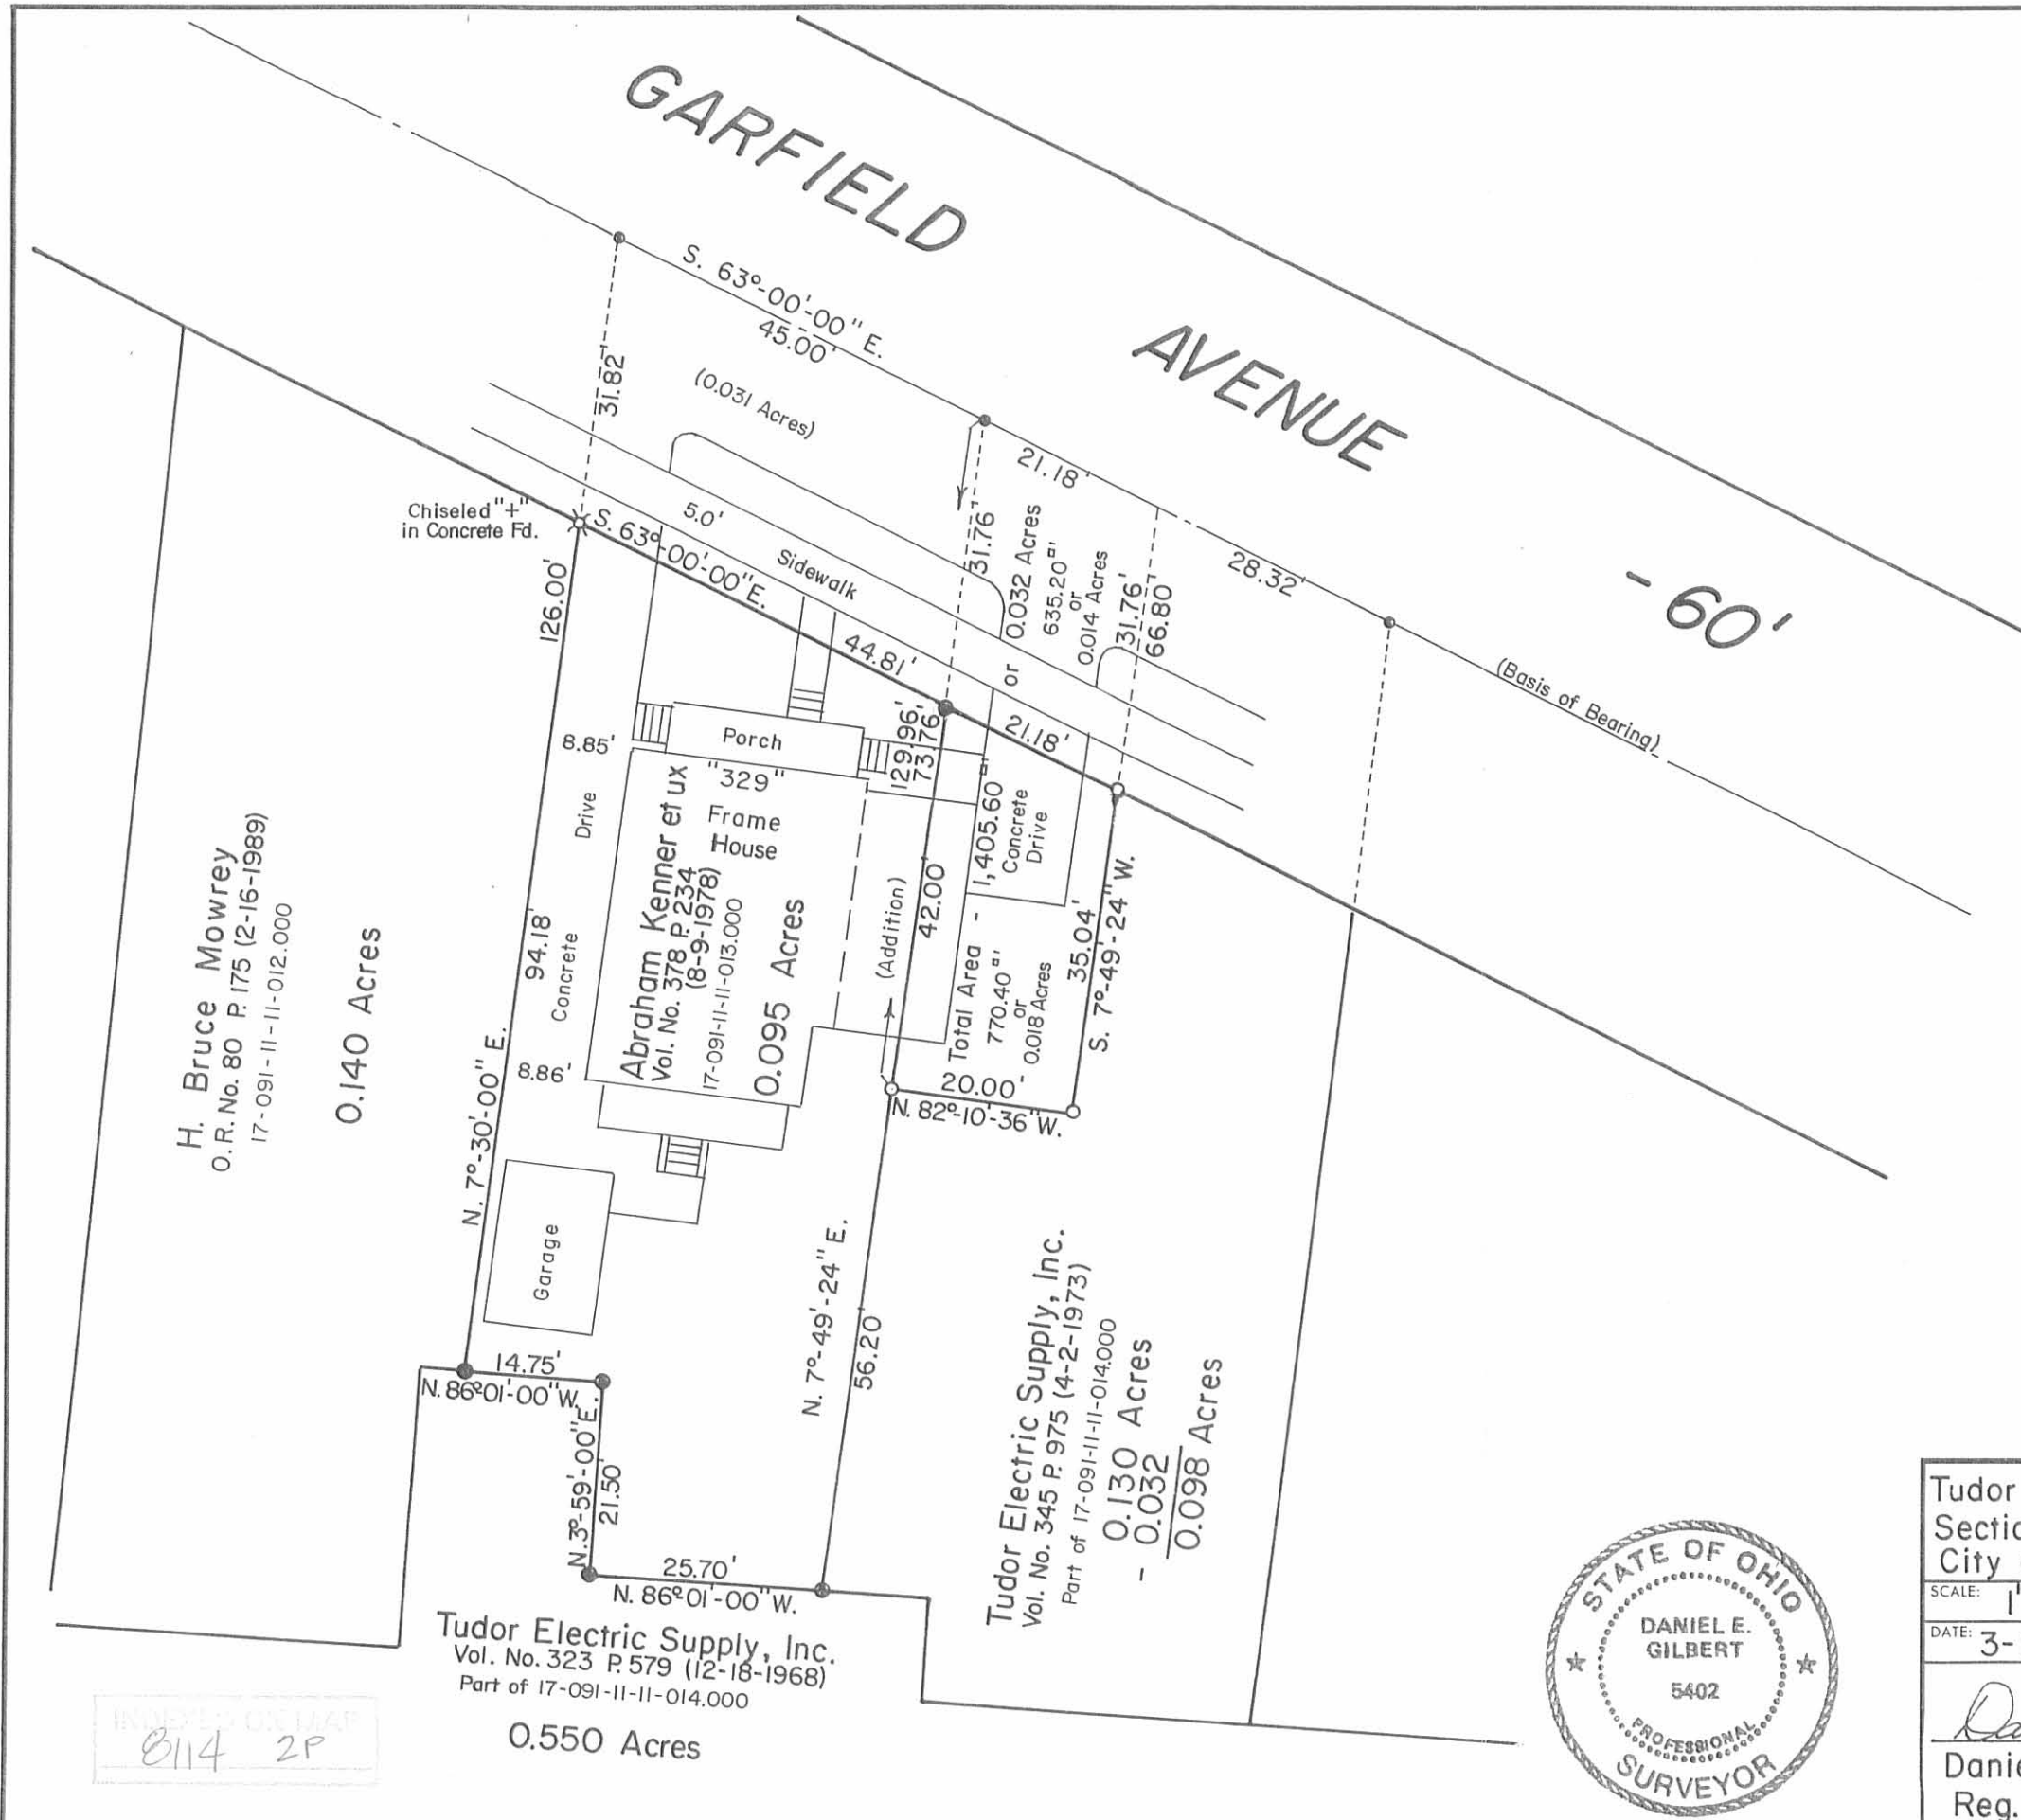 GARFIELD
AVENUE
- 60'
S. 63°-00'-00" E.
45.00'
(0.031 Acres)
31.82'
21.18'
28.32'
(Basis of Bearing)
31.76'
0.032 Acres
635.20 □'
or
0.014 Acres
31.76'
66.80'
or
Chiseled "+"
in Concrete Fd.
5.0'
Sidewalk
S. 63°-00'-00" E.
44.81'
21.18'
126.00'
94.18'
N. 7°-30'-00" E.
8.85'
Drive
Concrete
8.86'
Porch
"329"
Frame
House
Abraham Kenner et ux
Vol. No. 378 P. 234
(8-9-1978)
17-091-11-11-013.000
0.095 Acres
129.96'
73.76'
42.00'
(Addition)
Total Area - 1,405.60 □'
Concrete
Drive
770.40 □'
or
0.018 Acres
35.04'
S. 7°-49'-24" W.
20.00'
N. 82°-10'-36" W.
H. Bruce Mowrey
O.R. No. 80 P. 175 (2-16-1989)
17-091-11-11-012.000
0.140 Acres
Garage
14.75'
N. 86°01'-00" W.
N. 3°-59'-00" E.
21.50'
25.70'
N. 86°01'-00" W.
N. 7°-49'-24" E.
56.20'
Tudor Electric Supply, Inc.
Vol. No. 345 P. 975 (4-2-1973)
Part of 17-091-11-11-014.000
0.130 Acres
- 0.032
0.098 Acres
Tudor Electric Supply, Inc.
Vol. No. 323 P. 579 (12-18-1968)
Part of 17-091-11-11-014.000
0.550 Acres
INDEXED ON MAP
8114 2P
STATE OF OHIO
DANIEL E.
GILBERT
5402
PROFESSIONAL
SURVEYOR
Tudor
City
SCALE: 1"
DATE: 3-
Reg.